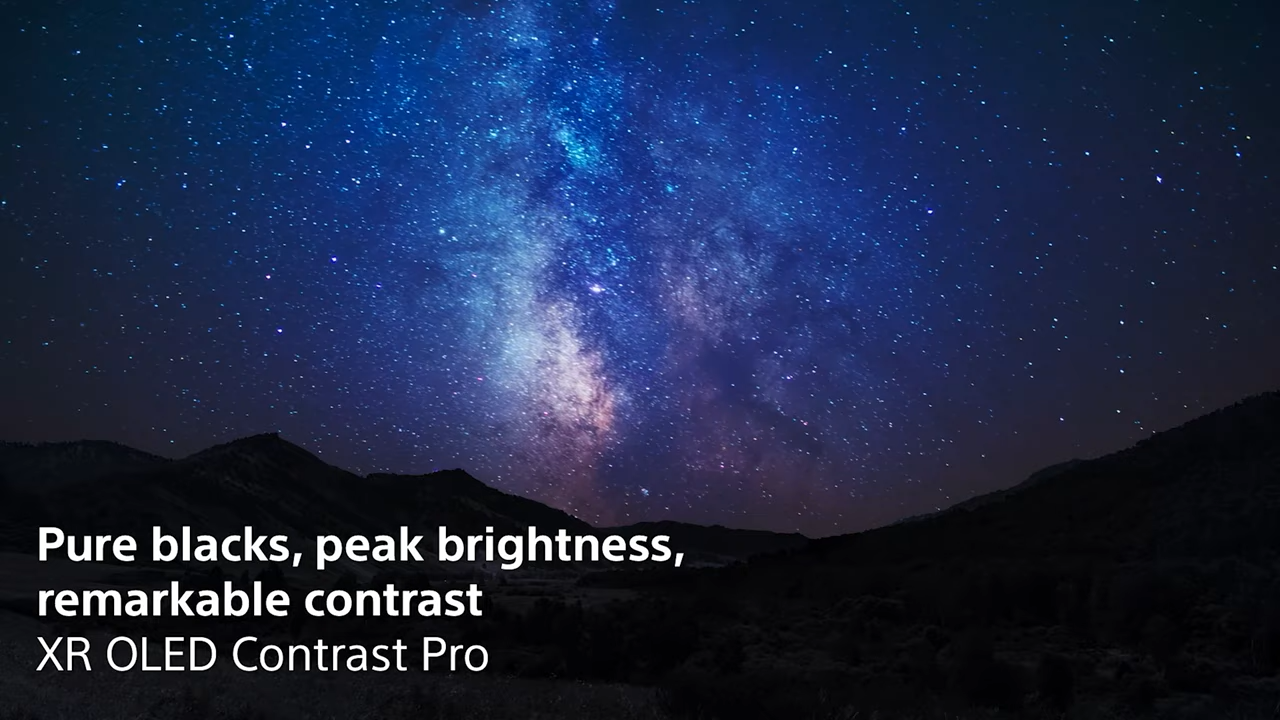 Pure blacks, peak brightness,
remarkable contrast
XR OLED Contrast Pro